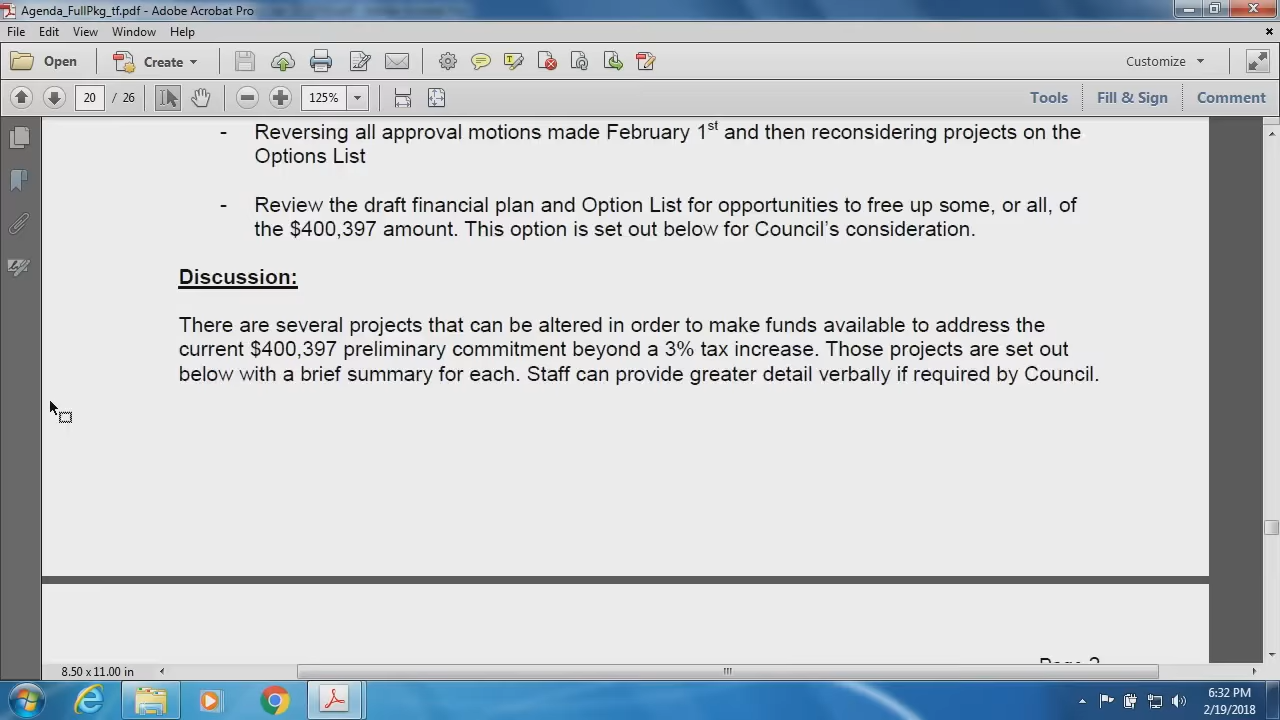 Agenda_FullPkg_tf.pdf - Adobe Acrobat Pro
File Edit View Window Help
Open Create Customize
20 / 26 125% Tools Fill & Sign Comment
- Reversing all approval motions made February 1st and then reconsidering projects on the
Options List
- Review the draft financial plan and Option List for opportunities to free up some, or all, of
the $400,397 amount. This option is set out below for Council's consideration.
Discussion:
There are several projects that can be altered in order to make funds available to address the
current $400,397 preliminary commitment beyond a 3% tax increase. Those projects are set out
below with a brief summary for each. Staff can provide greater detail verbally if required by Council.
8.50 x 11.00 in
6:32 PM
2/19/2018